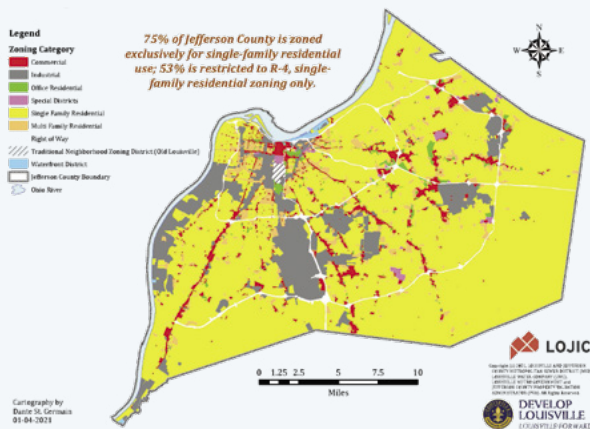 75% of Jefferson County is zoned
exclusively for single-family residential
use; 53% is restricted to R-4, single-
family residential zoning only.
N
W
E
S
Legend
Zoning Category
Commercial
Industrial
Office Residential
Special Districts
Single Family Residential
Multi Family Residential
Right of Way
Traditional Neighborhood Zoning District (Old Louisville)
Waterfront District
Jefferson County Boundary
Ohio River
LOJIC
0 1.25 2.5 5 7.5 10
Miles
Cartography by
Dante St. Germain
DEVELOP
LOUISVILLE
LOUISVILLE FORWARD